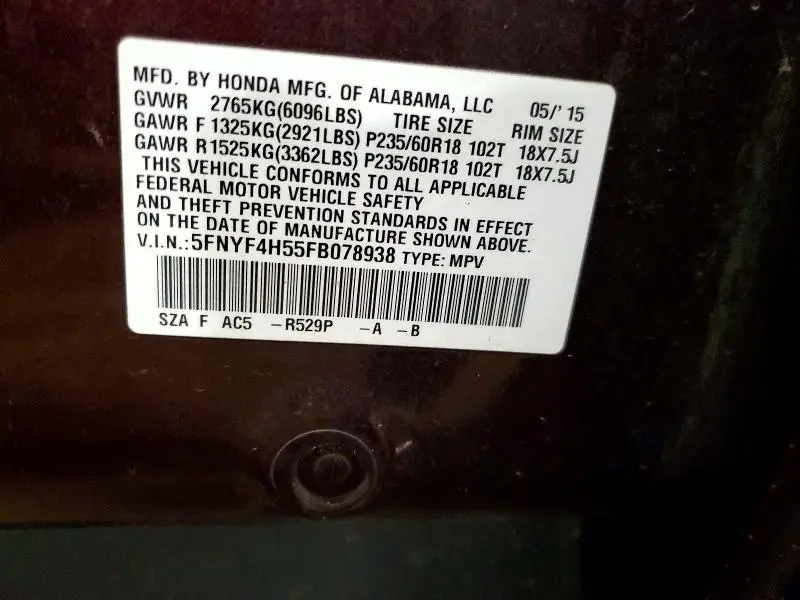 MFD. BY HONDA MFG. OF ALABAMA, LLC 05/' 15
GVWR 2765KG(6096LBS) TIRE SIZE RIM SIZE
GAWR F 1325KG(2921LBS) P235/60R18 102T 18X7.5J
GAWR R1525KG(3362LBS) P235/60R18 102T 18X7.5J
THIS VEHICLE CONFORMS TO ALL APPLICABLE
FEDERAL MOTOR VEHICLE SAFETY
AND THEFT PREVENTION STANDARDS IN EFFECT
ON THE DATE OF MANUFACTURE SHOWN ABOVE.
V.I.N.:5FNYF4H55FB078938 TYPE: MPV
SZA F AC5 -R529P -A -B